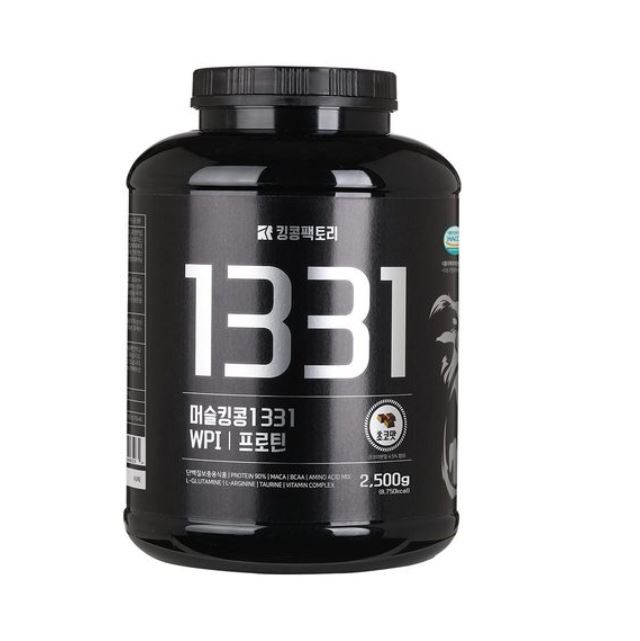 킹콩팩토리
1331
머슬킹콩1331
WPI | 프로틴
초코맛
단백질보충용식품 | PROTEIN 90% | MACA | BCAA | AMINO ACID MIX
L-GLUTAMINE | L-ARGININE | TAURINE | VITAMIN COMPLEX
2,500g
(8,750kcal)